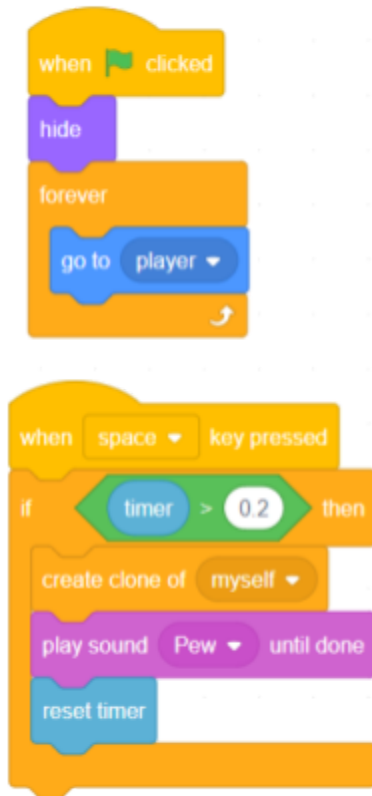 when clicked
hide
forever
go to player
when space key pressed
if timer > 0.2 then
create clone of myself
play sound Pew until done
reset timer